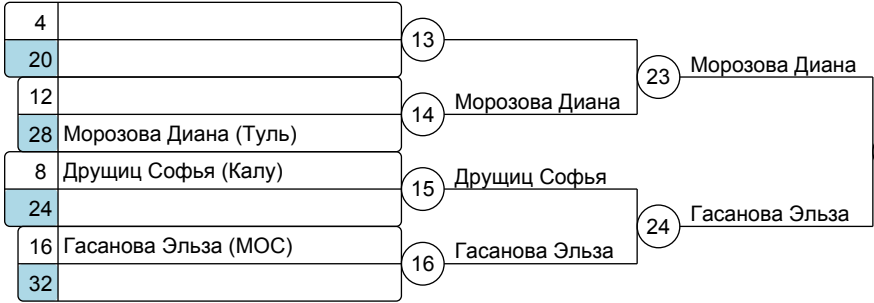 4
13
20
Морозова Диана
23
12
Морозова Диана
14
28 Морозова Диана (Туль)
8 Друщиц Софья (Калу)
Друщиц Софья
15
24
Гасанова Эльза
24
16 Гасанова Эльза (МОС)
Гасанова Эльза
16
32